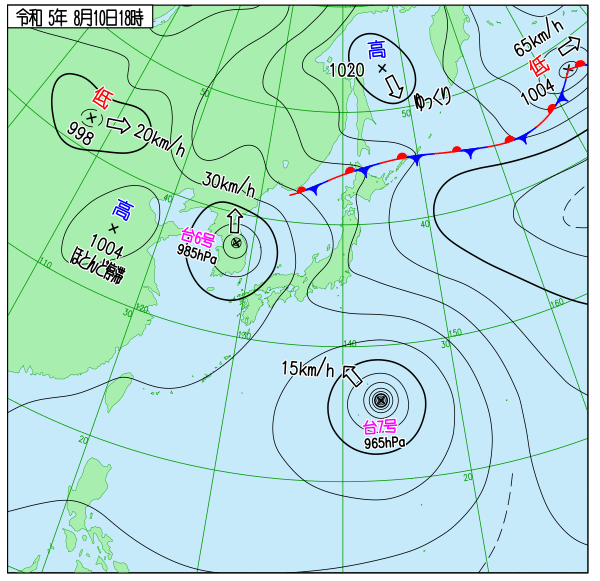 令和 5年 8月10日18時
65km/h
高
低
1020
ゆっくり
1004
低
50
50
998
20km/h
30km/h
40
高
台6号
1004
985hPa
ほとんど停滞
40
110
120
30
160
150
130
140
30
15km/h
台7号
965hPa
20
20